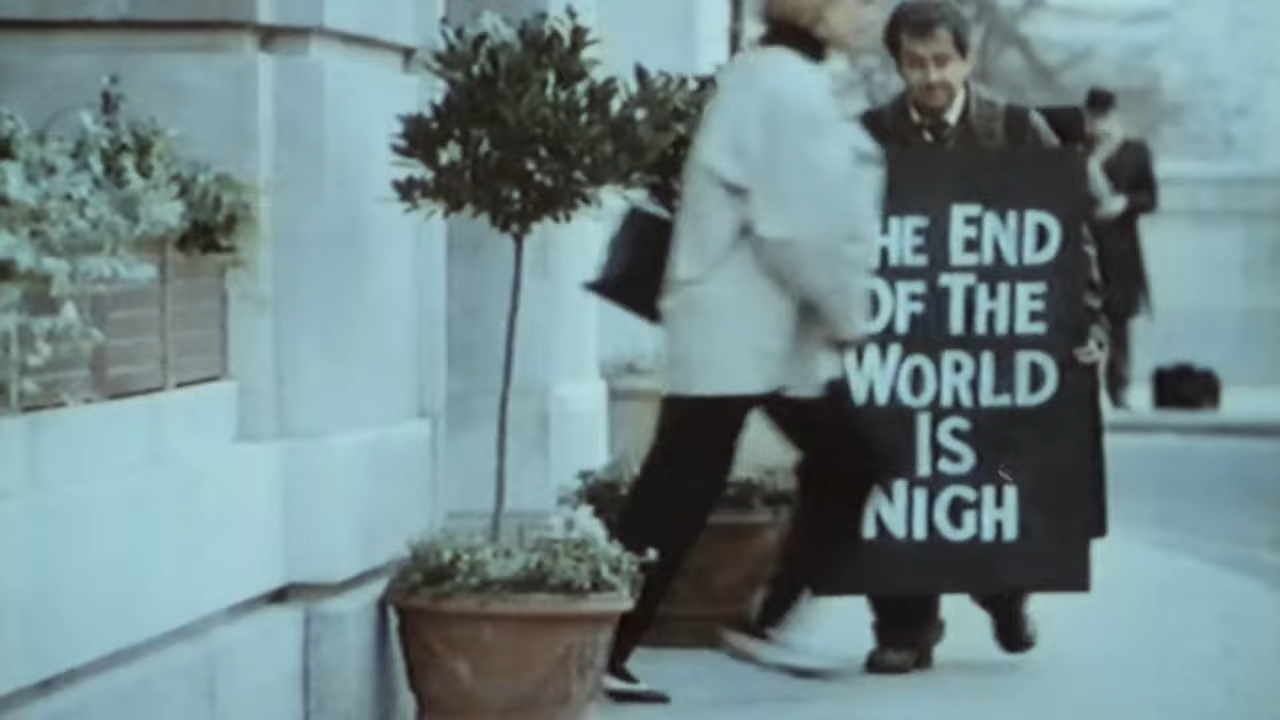 HE END
OF THE
WORLD
IS
NIGH